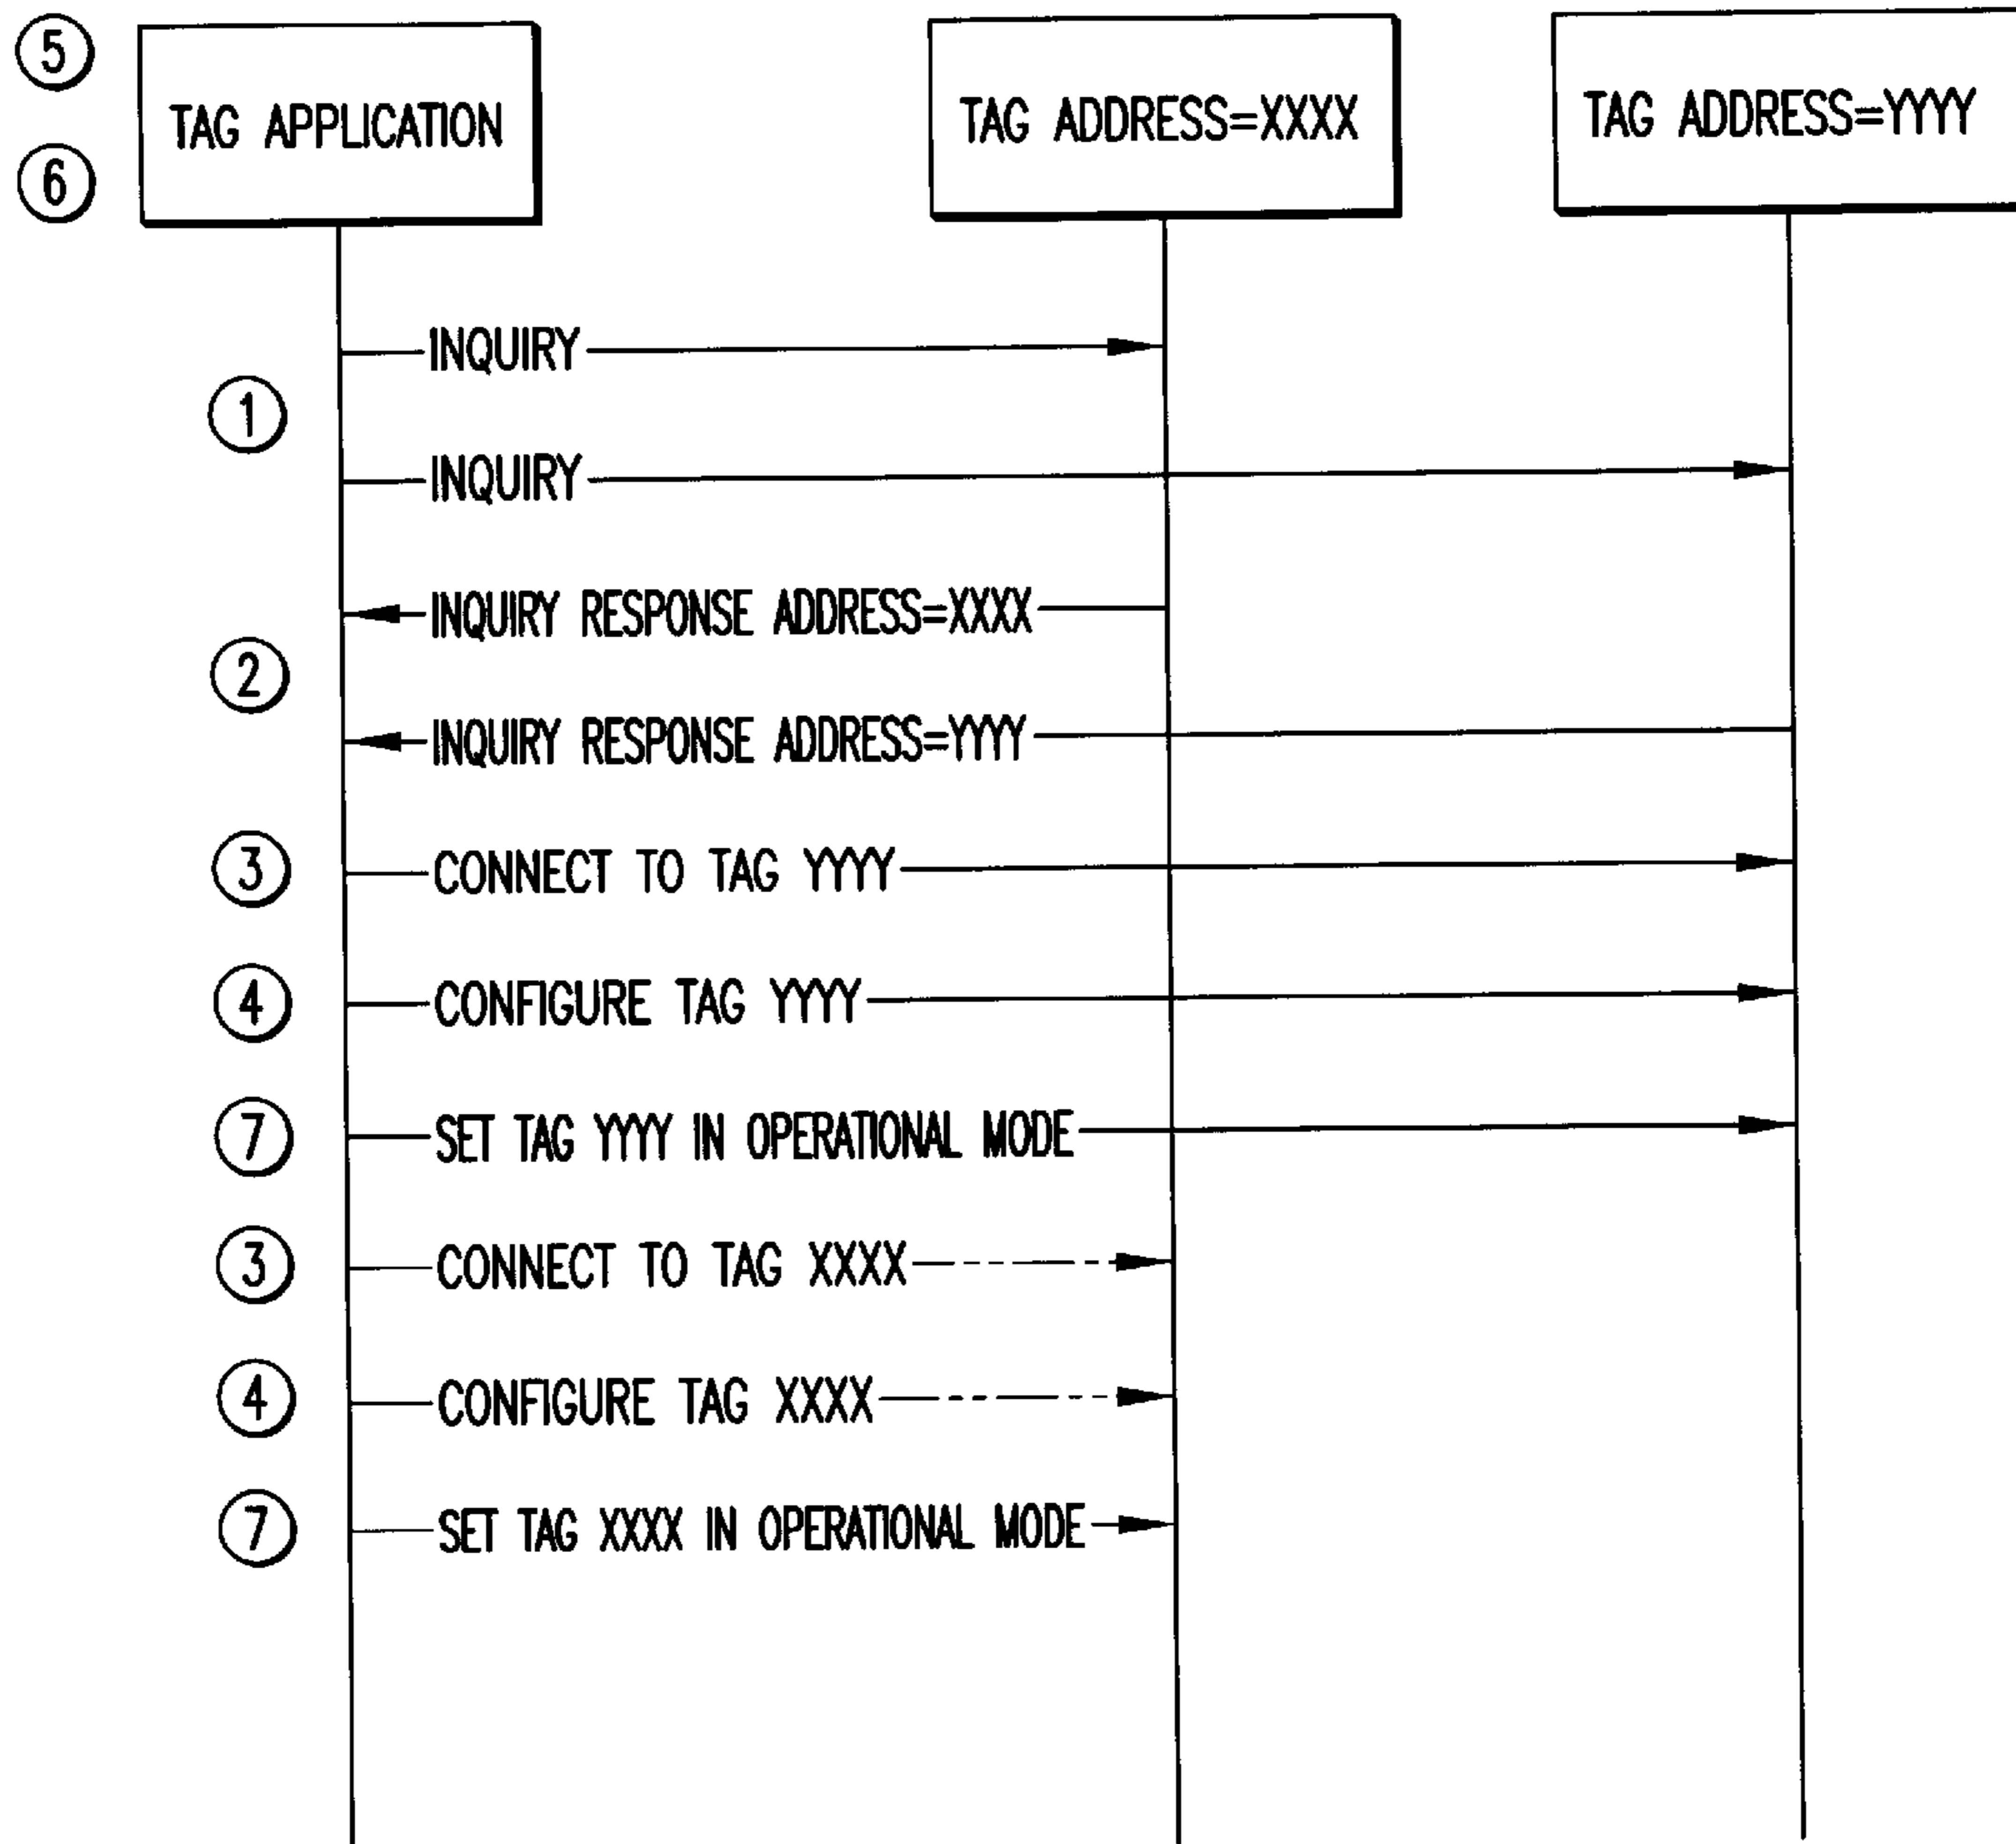 5
6
TAG APPLICATION
TAG ADDRESS=XXXX
TAG ADDRESS=YYYY
INQUIRY
1
INQUIRY
INQUIRY RESPONSE ADDRESS=XXXX
2
INQUIRY RESPONSE ADDRESS=YYYY
3 CONNECT TO TAG YYYY
4 CONFIGURE TAG YYYY
7 SET TAG YYYY IN OPERATIONAL MODE
3 CONNECT TO TAG XXXX
4 CONFIGURE TAG XXXX
7 SET TAG XXXX IN OPERATIONAL MODE